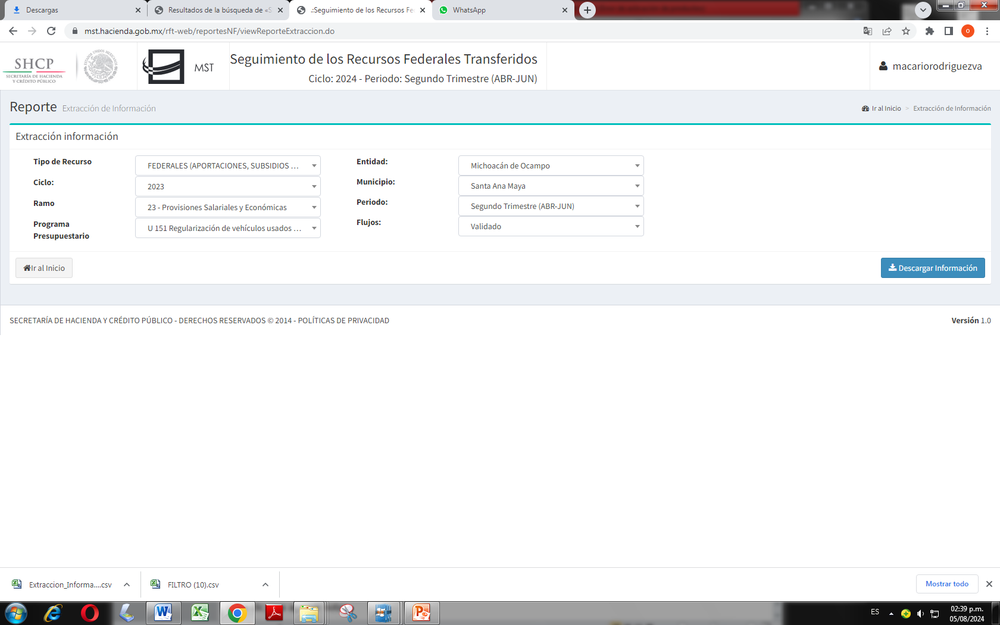 Descargas
Resultados de la búsqueda de «S
.:Seguimiento de los Recursos Fe
WhatsApp
mst.hacienda.gob.mx/rft-web/reportesNF/viewReporteExtraccion.do
O
SHCP
SECRETARÍA DE HACIENDA
Y CRÉDITO PÚBLICO
ESTADOS UNIDOS MEXICANOS
MST
Seguimiento de los Recursos Federales Transferidos
Ciclo: 2024 - Periodo: Segundo Trimestre (ABR-JUN)
macariorodriguezva
Reporte Extracción de Información
Ir al Inicio > Extracción de Información
Extracción información
Tipo de Recurso
FEDERALES (APORTACIONES, SUBSIDIOS ...
Entidad:
Michoacán de Ocampo
Ciclo:
2023
Municipio:
Santa Ana Maya
Ramo
23 - Provisiones Salariales y Económicas
Periodo:
Segundo Trimestre (ABR-JUN)
Programa
Presupuestario
U 151 Regularización de vehículos usados ...
Flujos:
Validado
Ir al Inicio
Descargar Información
SECRETARÍA DE HACIENDA Y CRÉDITO PÚBLICO - DERECHOS RESERVADOS © 2014 - POLÍTICAS DE PRIVACIDAD
Versión 1.0
Extraccion_Informa....csv
FILTRO (10).csv
Mostrar todo
ES
02:39 p.m.
05/08/2024